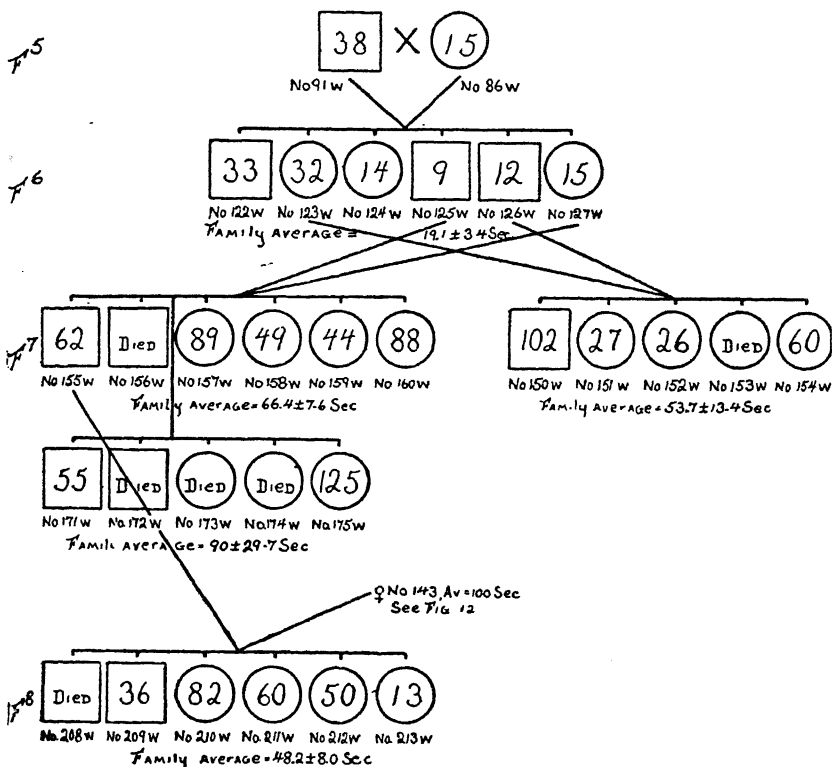 F5
38 X 15
No 91 W No 86 W
F6
33 32 14 9 12 15
No 122 W No 123 W No 124 W No 125 W No 126 W No 127 W
Family Average = 19.1 ± 3.4 Sec
F7
62 Died 89 49 44 88
No 155 W No 156 W No 157 W No 158 W No 159 W No 160 W
Family Average = 66.4 ± 7.6 Sec
102 27 26 Died 60
No 150 W No 151 W No 152 W No 153 W No 154 W
Family Average = 53.7 ± 13.4 Sec
55 Died Died Died 125
No 171 W No 172 W No 173 W No 174 W No 175 W
Famil Average = 90 ± 29.7 Sec
♀ No 143, Av = 100 Sec
See Fig 12
F8
Died 36 82 60 50 13
No 208 W No 209 W No 210 W No 211 W No 212 W No 213 W
Family Average = 48.2 ± 8.0 Sec